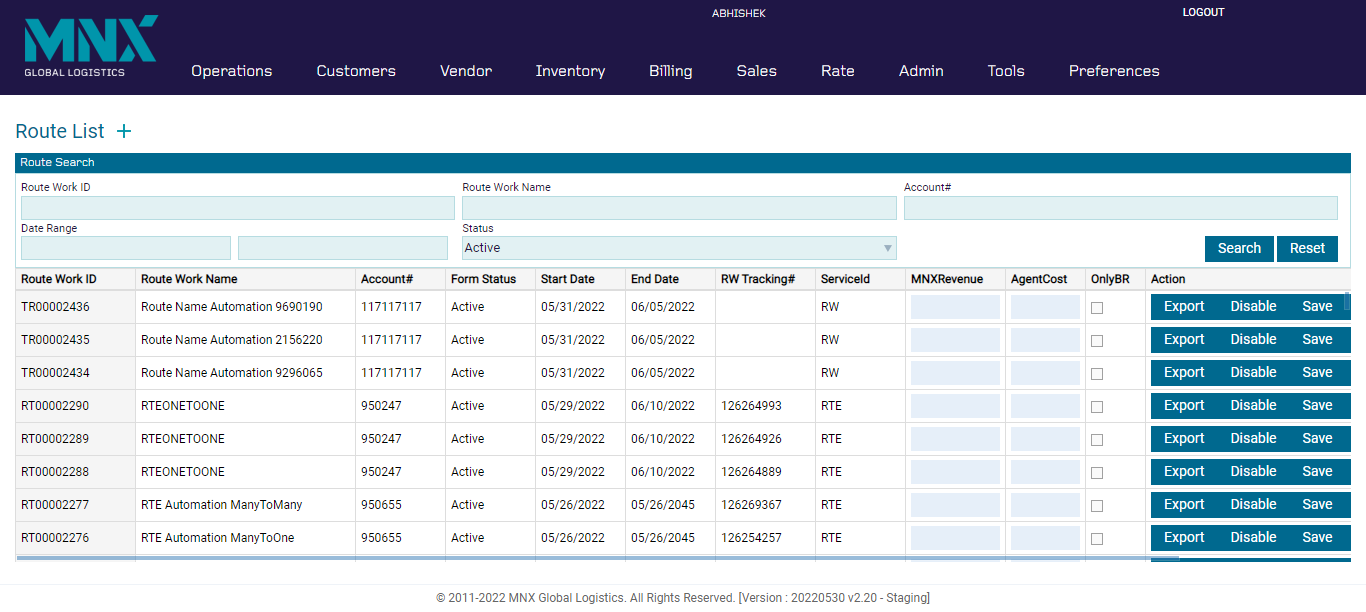 ABHISHEK LOGOUT
MNX
GLOBAL LOGISTICS
Operations Customers Vendor Inventory Billing Sales Rate Admin Tools Preferences
Route List +
Route Search
Route Work ID Route Work Name Account#
Date Range Status
Active Search Reset
Route Work ID Route Work Name Account# Form Status Start Date End Date RW Tracking# ServiceId MNXRevenue AgentCost OnlyBR Action
TR00002436 Route Name Automation 9690190 117117117 Active 05/31/2022 06/05/2022 RW Export Disable Save
TR00002435 Route Name Automation 2156220 117117117 Active 05/31/2022 06/05/2022 RW Export Disable Save
TR00002434 Route Name Automation 9296065 117117117 Active 05/31/2022 06/05/2022 RW Export Disable Save
RT00002290 RTEONETOONE 950247 Active 05/29/2022 06/10/2022 126264993 RTE Export Disable Save
RT00002289 RTEONETOONE 950247 Active 05/29/2022 06/10/2022 126264926 RTE Export Disable Save
RT00002288 RTEONETOONE 950247 Active 05/29/2022 06/10/2022 126264889 RTE Export Disable Save
RT00002277 RTE Automation ManyToMany 950655 Active 05/26/2022 05/26/2045 126269367 RTE Export Disable Save
RT00002276 RTE Automation ManyToOne 950655 Active 05/26/2022 05/26/2045 126254257 RTE Export Disable Save
© 2011-2022 MNX Global Logistics. All Rights Reserved. [Version : 20220530 v2.20 - Staging]